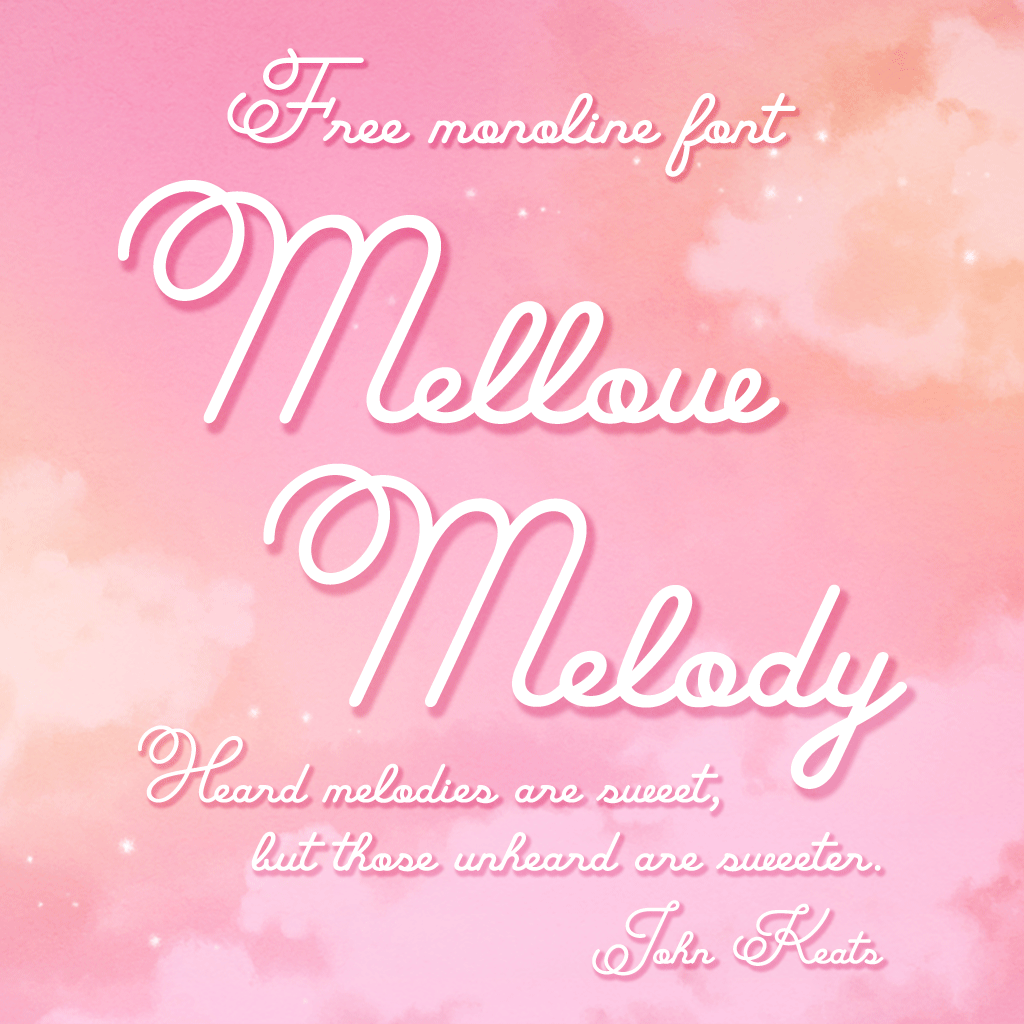 Free monoline font
Mellow
Melody
Heard melodies are sweet,
but those unheard are sweeter.
John Keats